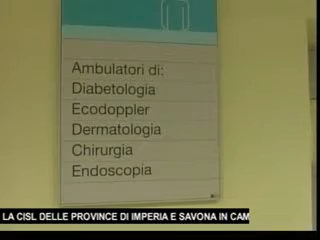 Ambulatori di:
Diabetologia
Ecodoppler
Dermatologia
Chirurgia
Endoscopia
LA CISL DELLE PROVINCE DI IMPERIA E SAVONA IN CAM